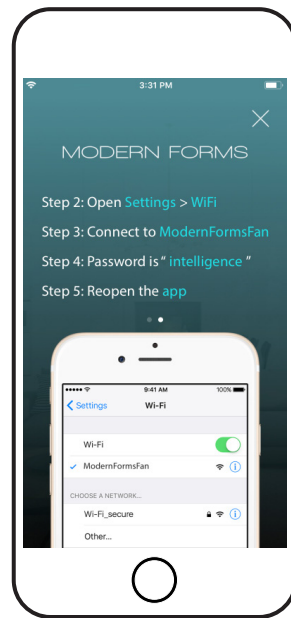 3:31 PM
MODERN FORMS
Step 2: Open Settings > WiFi
Step 3: Connect to ModernFormsFan
Step 4: Password is “ intelligence ”
Step 5: Reopen the app
9:41 AM 100%
Settings Wi-Fi
Wi-Fi
ModernFormsFan
CHOOSE A NETWORK...
Wi-Fi_secure
Other...